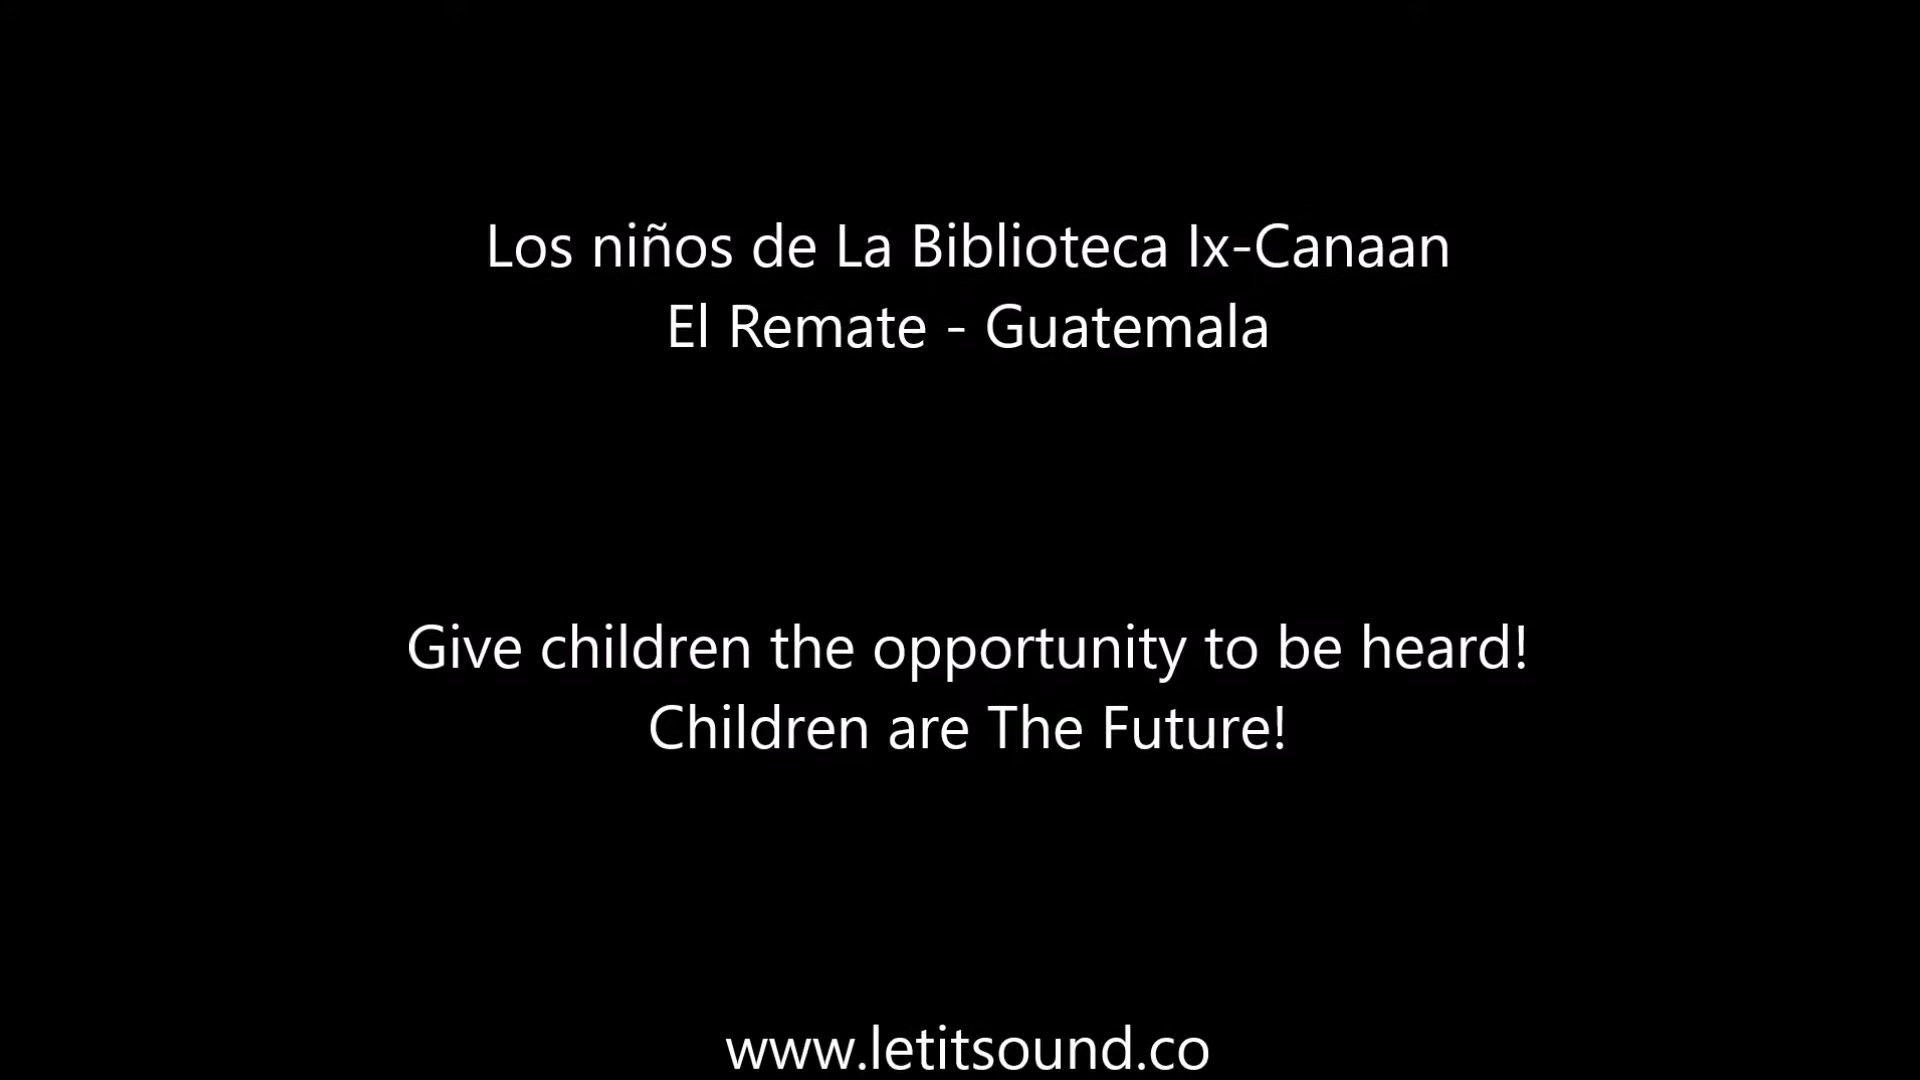 Los niños de La Biblioteca Ix-Canaan
El Remate - Guatemala
Give children the opportunity to be heard!
Children are The Future!
www.letitsound.co